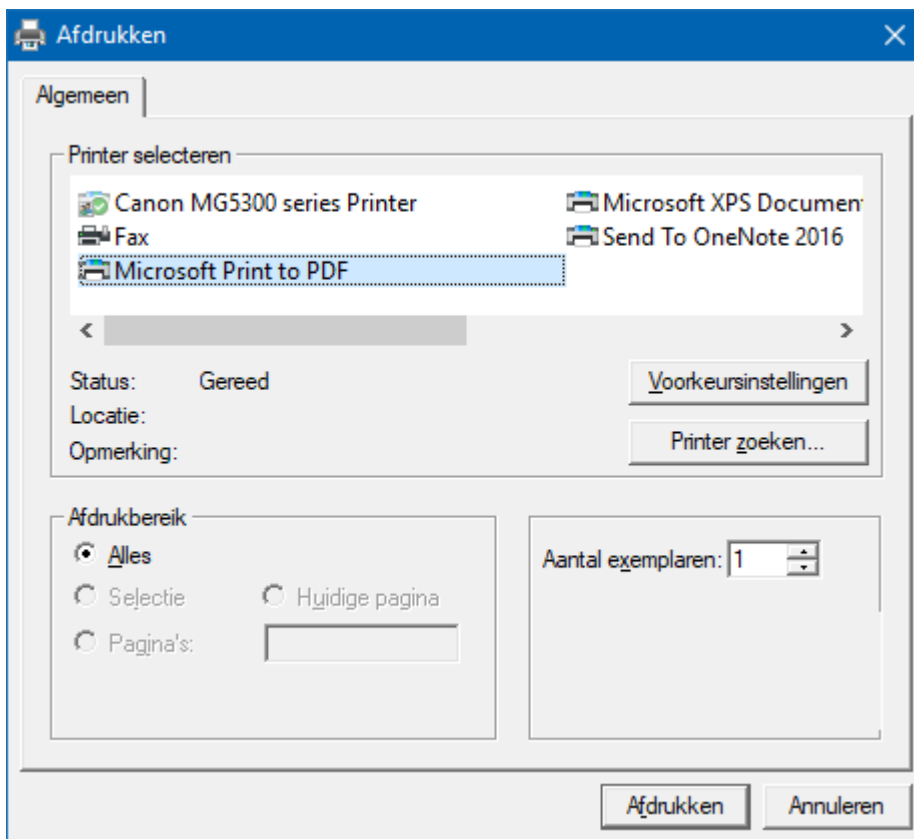 Afdrukken
Algemeen
Printer selecteren
Canon MG5300 series Printer
Fax
Microsoft Print to PDF
Microsoft XPS Documen
Send To OneNote 2016
Status: Gereed
Locatie:
Opmerking:
Voorkeursinstellingen
Printer zoeken...
Afdrukbereik
Alles
Selectie
Huidige pagina
Pagina's:
Aantal exemplaren: 1
Afdrukken
Annuleren